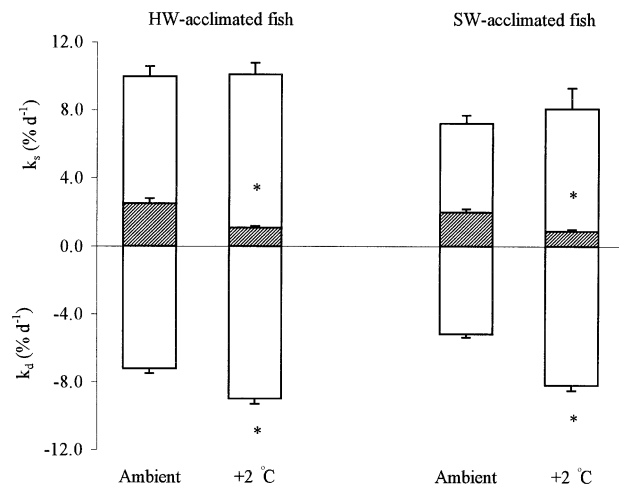 HW-acclimated fish SW-acclimated fish
12.0
8.0
4.0
0.0
-4.0
-8.0
-12.0
kₛ (% d⁻¹)
k_d (% d⁻¹)
*
*
*
*
Ambient +2 °C Ambient +2 °C